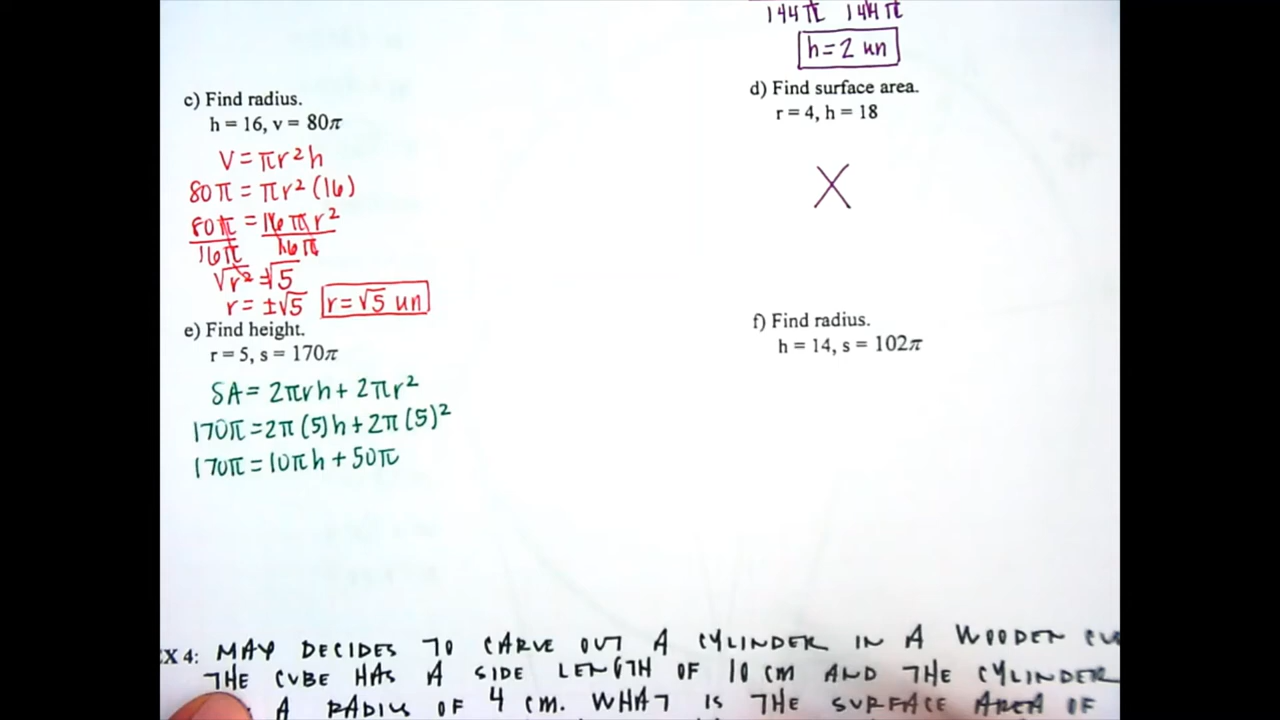 144π 144π
h = 2 un
c) Find radius.
h = 16, v = 80π
V = πr²h
80π = πr²(16)
80π = 16πr²
16π 16π
√r² = √5
r = ±√5 r = √5 un
d) Find surface area.
r = 4, h = 18
X
e) Find height.
r = 5, s = 170π
SA = 2πrh + 2πr²
170π = 2π(5)h + 2π(5)²
170π = 10πh + 50π
f) Find radius.
h = 14, s = 102π
EX 4: MAY DECIDES TO CARVE OUT A CYLINDER IN A WOODEN
THE CUBE HAS A SIDE LENGTH OF 10 CM AND THE CYLINDER
A RADIUS OF 4 CM. WHAT IS THE SURFACE AREA OF